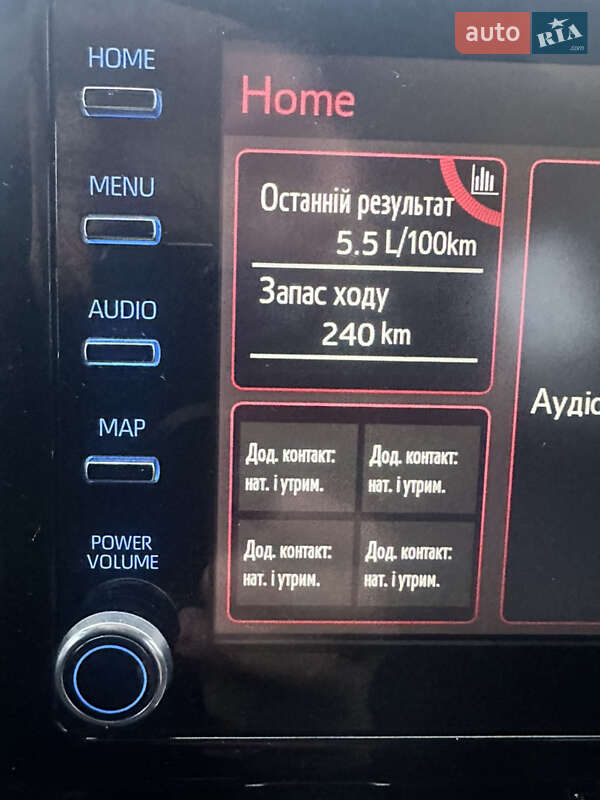 auto RIA .com
HOME
MENU
AUDIO
MAP
POWER
VOLUME
Home
Останній результат
5.5 L/100km
Запас ходу
240 km
Дод. контакт:
нат. і утрим.
Дод. контакт:
нат. і утрим.
Дод. контакт:
нат. і утрим.
Дод. контакт:
нат. і утрим.